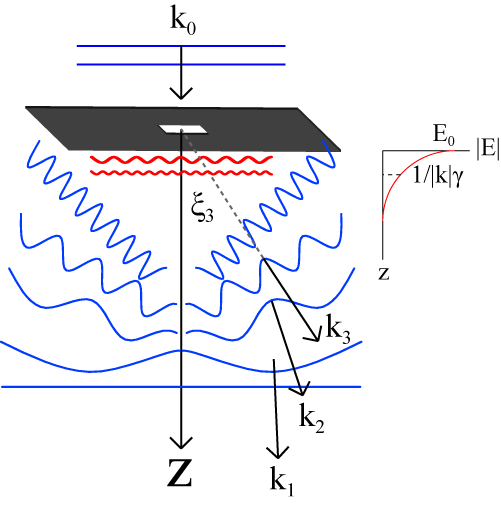 k₀
E₀
|E|
1/|k|γ
ξ₃
z
k₃
k₂
Z
k₁